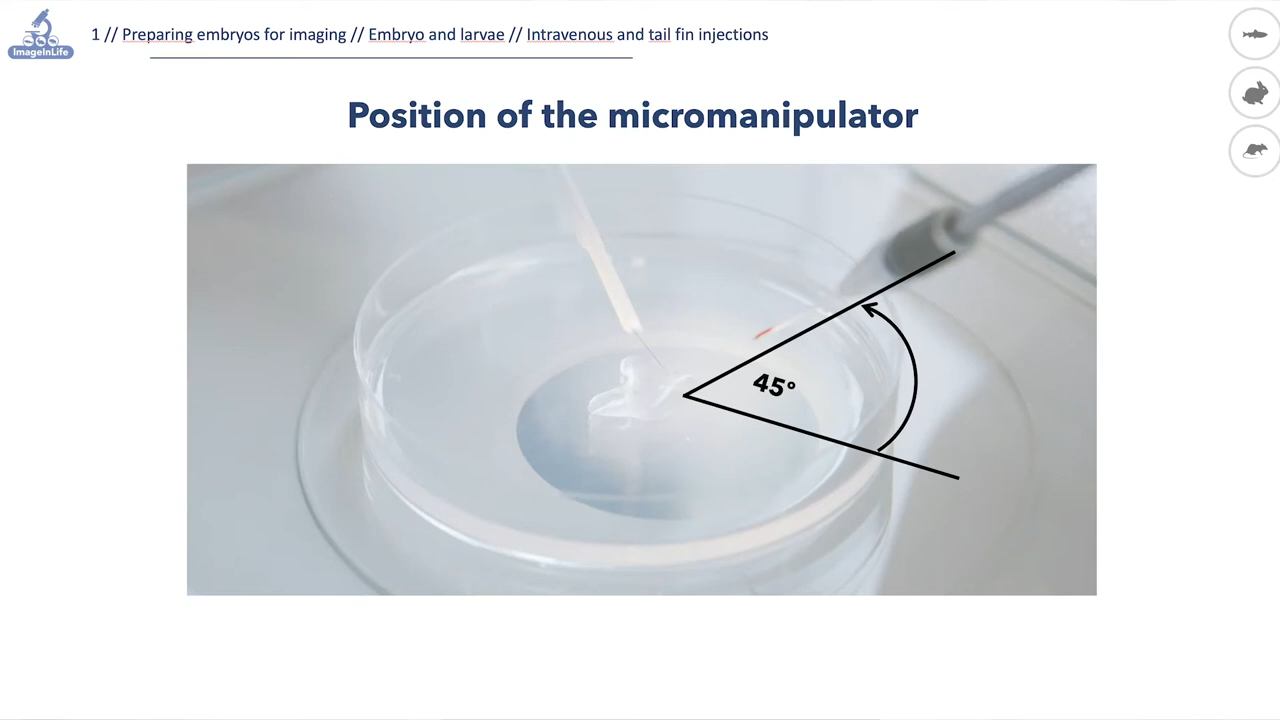 1 // Preparing embryos for imaging // Embryo and larvae // Intravenous and tail fin injections
ImageInLife
Position of the micromanipulator
45°